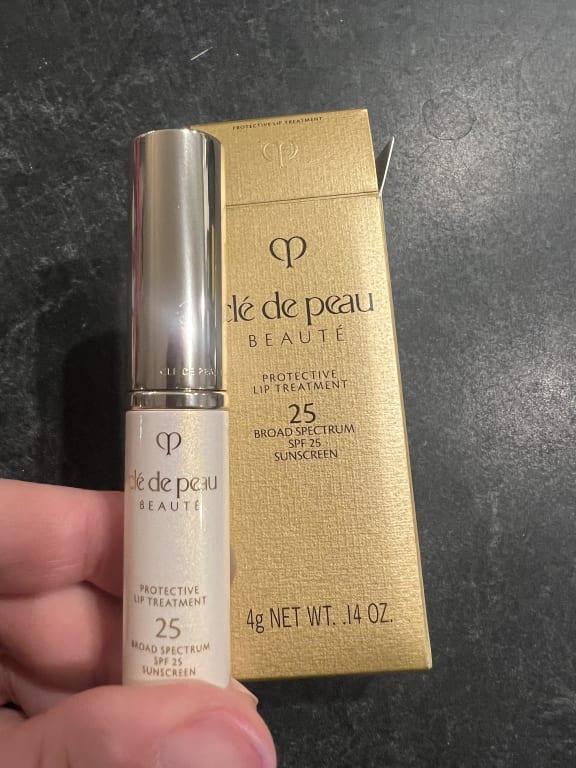 PROTECTIVE LIP TREATMENT
clé de peau
BEAUTÉ
PROTECTIVE
LIP TREATMENT
25
BROAD SPECTRUM
SPF 25
SUNSCREEN
4g NET WT. .14 OZ.
CLÉ DE PEA
clé de peau
BEAUTÉ
PROTECTIVE
LIP TREATMENT
25
BROAD SPECTRUM
SPF 25
SUNSCREEN